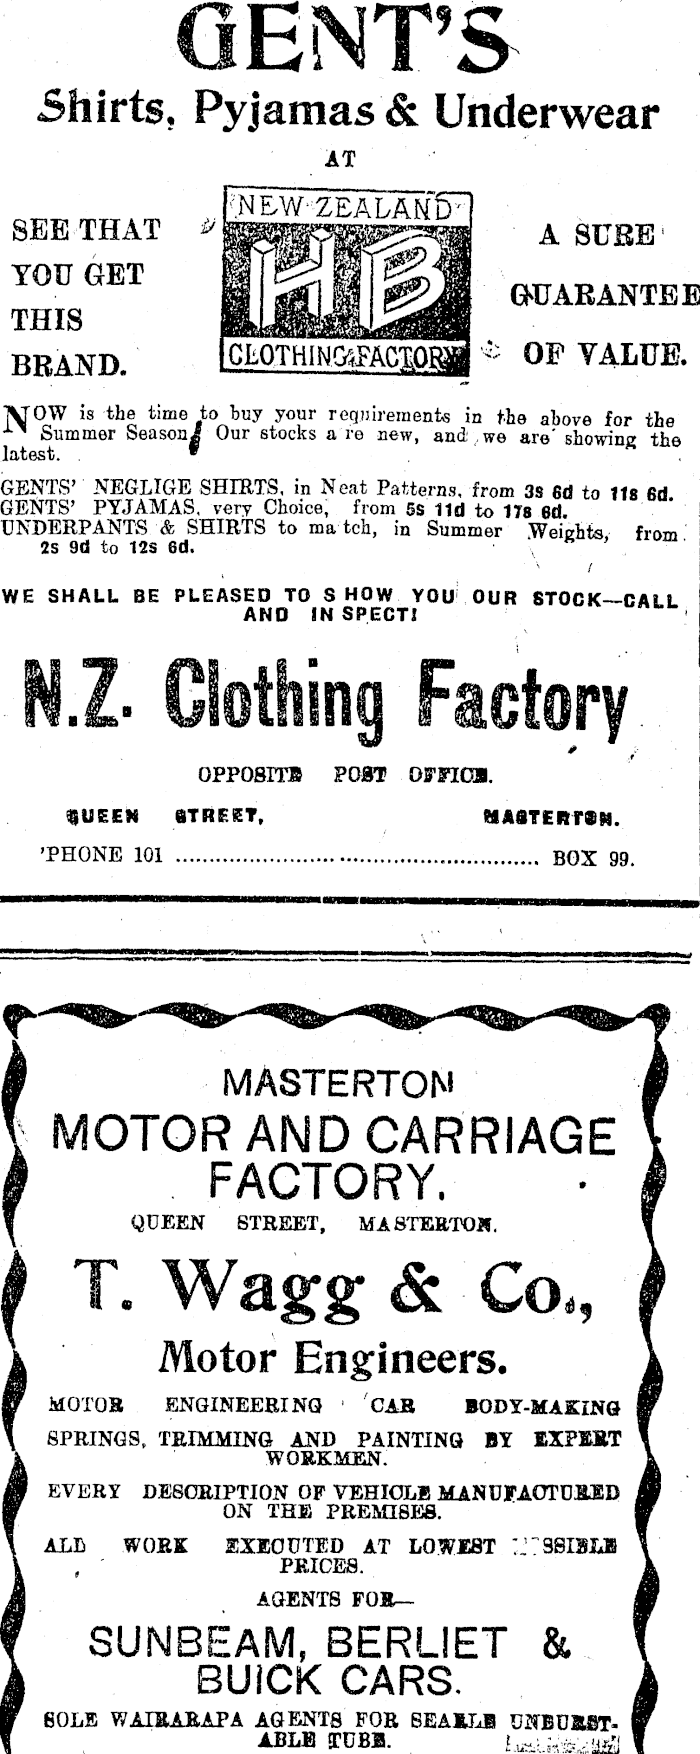 GENT'S
Shirts, Pyjamas & Underwear
AT
SEE THAT
YOU GET
THIS
BRAND.
NEW ZEALAND
HB
CLOTHING FACTORY
A SURE
GUARANTEE
OF VALUE.
NOW is the time to buy your requirements in the above for the
Summer Season. Our stocks are new, and we are showing the
latest.
GENTS' NEGLIGE SHIRTS, in Neat Patterns, from 3s 6d to 11s 6d.
GENTS' PYJAMAS, very Choice, from 5s 11d to 17s 6d.
UNDERPANTS & SHIRTS to match, in Summer Weights, from
2s 9d to 12s 6d.
WE SHALL BE PLEASED TO SHOW YOU OUR STOCK—CALL
AND INSPECT!
N.Z. Clothing Factory
OPPOSITE POST OFFICE.
QUEEN STREET, MASTERTON.
'PHONE 101 ........................................ BOX 99.
MASTERTON
MOTOR AND CARRIAGE
FACTORY.
QUEEN STREET, MASTERTON.
T. Wagg & Co.,
Motor Engineers.
MOTOR ENGINEERING CAR BODY-MAKING
SPRINGS, TRIMMING AND PAINTING BY EXPERT
WORKMEN.
EVERY DESCRIPTION OF VEHICLE MANUFACTURED
ON THE PREMISES.
ALL WORK EXECUTED AT LOWEST
PRICES.
AGENTS FOR—
SUNBEAM, BERLIET &
BUICK CARS.
SOLE WAIRARAPA AGENTS FOR SEARLE UNBURST-
ABLE TUBE.